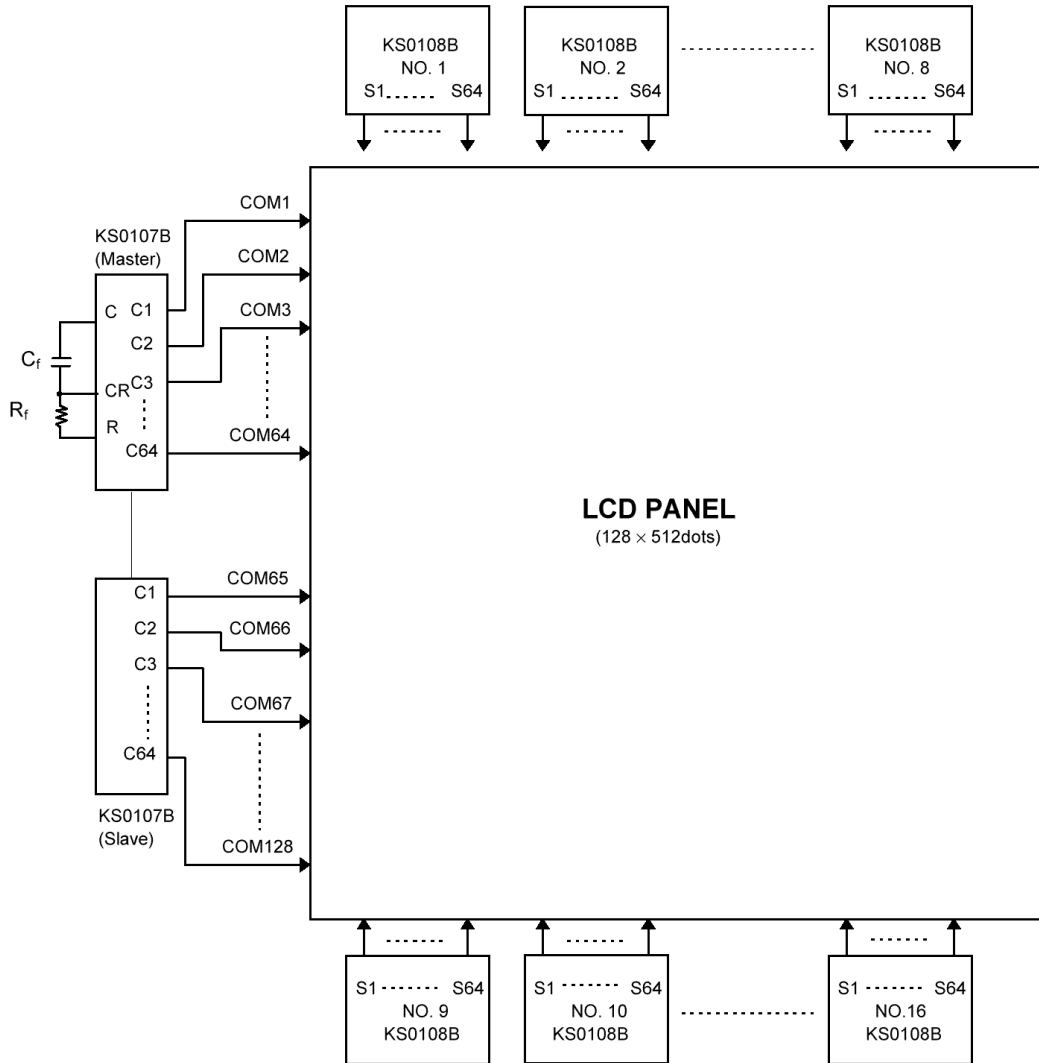 KS0108B
NO. 1
S1 ........ S64
KS0108B
NO. 2
S1 ........ S64
KS0108B
NO. 8
S1 ........ S64
KS0107B
(Master)
C
CR
R
C1
C2
C3
C64
Cf
Rf
COM1
COM2
COM3
COM64
LCD PANEL
(128 × 512dots)
C1
C2
C3
C64
KS0107B
(Slave)
COM65
COM66
COM67
COM128
S1 ........ S64
NO. 9
KS0108B
S1 ........ S64
NO. 10
KS0108B
S1 ........ S64
NO.16
KS0108B